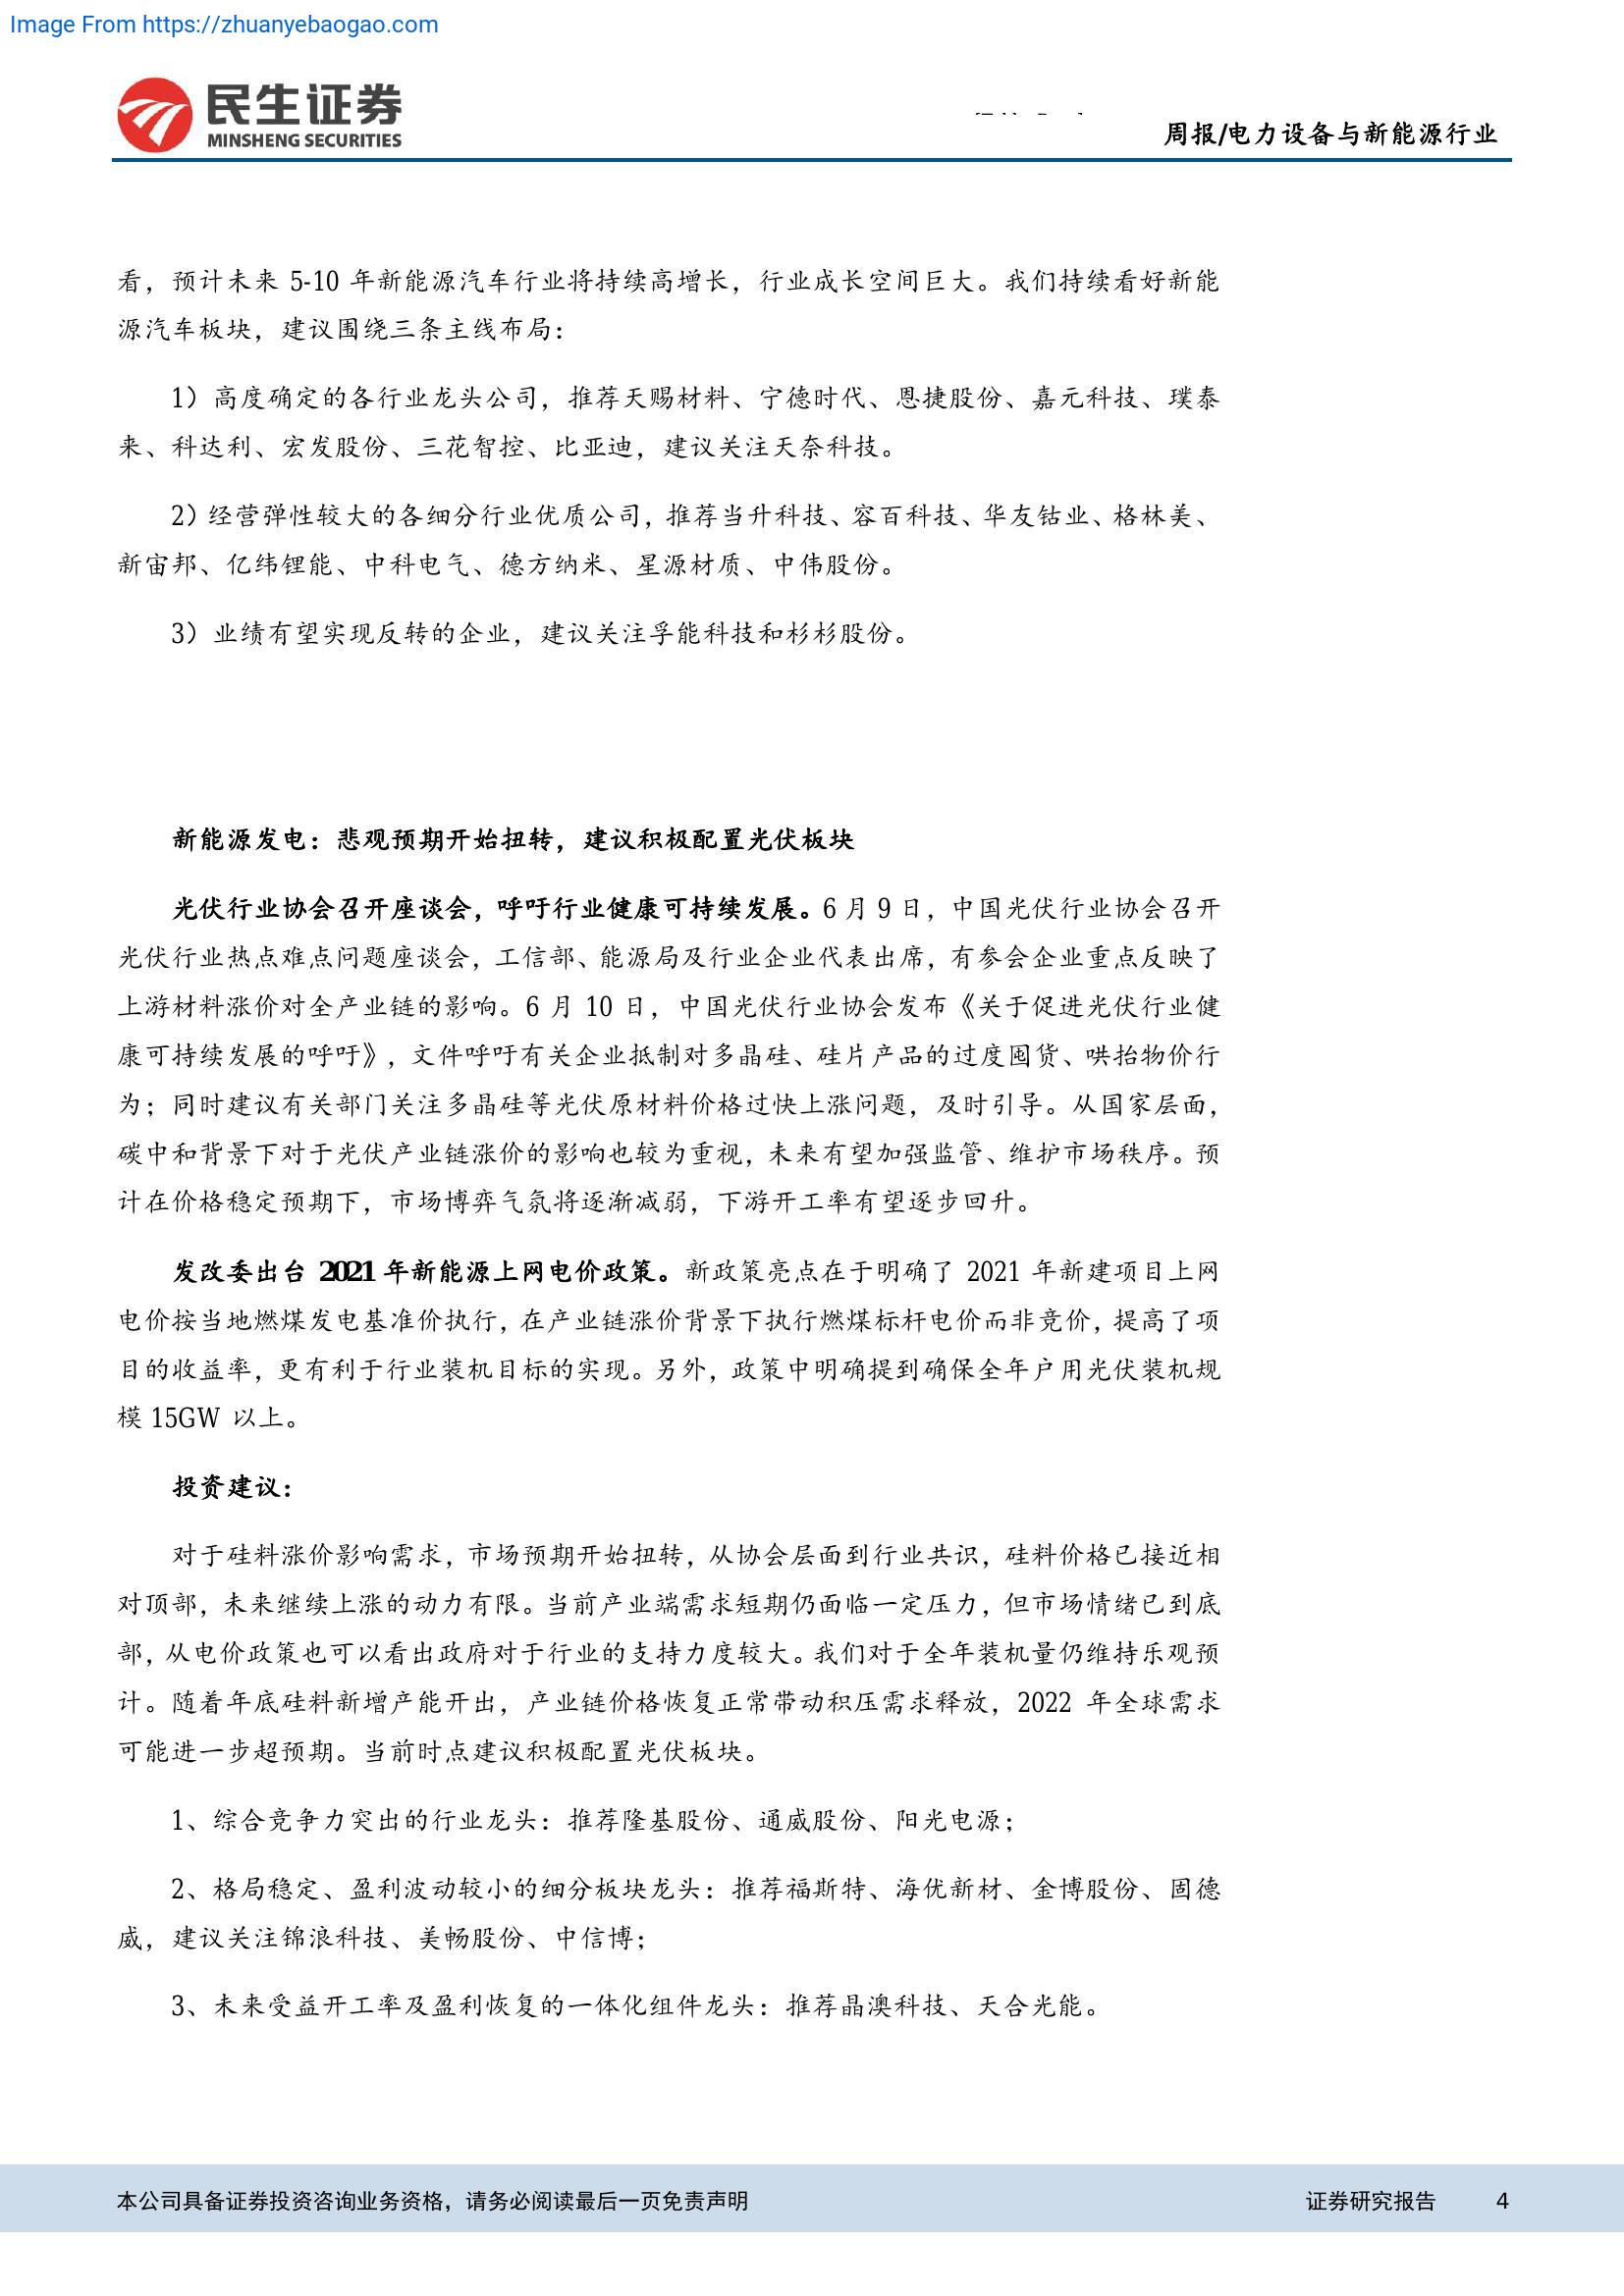 Image From https://zhuanyebaogao.com
民生证券
MINSHENG SECURITIES
周报/电力设备与新能源行业
看，预计未来 5-10 年新能源汽车行业将持续高增长，行业成长空间巨大。我们持续看好新能
源汽车板块，建议围绕三条主线布局：
1）高度确定的各行业龙头公司，推荐天赐材料、宁德时代、恩捷股份、嘉元科技、璞泰
来、科达利、宏发股份、三花智控、比亚迪，建议关注天奈科技。
2）经营弹性较大的各细分行业优质公司，推荐当升科技、容百科技、华友钴业、格林美、
新宙邦、亿纬锂能、中科电气、德方纳米、星源材质、中伟股份。
3）业绩有望实现反转的企业，建议关注孚能科技和杉杉股份。
新能源发电：悲观预期开始扭转，建议积极配置光伏板块
光伏行业协会召开座谈会，呼吁行业健康可持续发展。6 月 9 日，中国光伏行业协会召开
光伏行业热点难点问题座谈会，工信部、能源局及行业企业代表出席，有参会企业重点反映了
上游材料涨价对全产业链的影响。6 月 10 日，中国光伏行业协会发布《关于促进光伏行业健
康可持续发展的呼吁》，文件呼吁有关企业抵制对多晶硅、硅片产品的过度囤货、哄抬物价行
为；同时建议有关部门关注多晶硅等光伏原材料价格过快上涨问题，及时引导。从国家层面，
碳中和背景下对于光伏产业链涨价的影响也较为重视，未来有望加强监管、维护市场秩序。预
计在价格稳定预期下，市场博弈气氛将逐渐减弱，下游开工率有望逐步回升。
发改委出台 2021 年新能源上网电价政策。新政策亮点在于明确了 2021 年新建项目上网
电价按当地燃煤发电基准价执行，在产业链涨价背景下执行燃煤标杆电价而非竞价，提高了项
目的收益率，更有利于行业装机目标的实现。另外，政策中明确提到确保全年户用光伏装机规
模 15GW 以上。
投资建议：
对于硅料涨价影响需求，市场预期开始扭转，从协会层面到行业共识，硅料价格已接近相
对顶部，未来继续上涨的动力有限。当前产业端需求短期仍面临一定压力，但市场情绪已到底
部，从电价政策也可以看出政府对于行业的支持力度较大。我们对于全年装机量仍维持乐观预
计。随着年底硅料新增产能开出，产业链价格恢复正常带动积压需求释放，2022 年全球需求
可能进一步超预期。当前时点建议积极配置光伏板块。
1、综合竞争力突出的行业龙头：推荐隆基股份、通威股份、阳光电源；
2、格局稳定、盈利波动较小的细分板块龙头：推荐福斯特、海优新材、金博股份、固德
威，建议关注锦浪科技、美畅股份、中信博；
3、未来受益开工率及盈利恢复的一体化组件龙头：推荐晶澳科技、天合光能。
本公司具备证券投资咨询业务资格，请务必阅读最后一页免责声明
证券研究报告 4